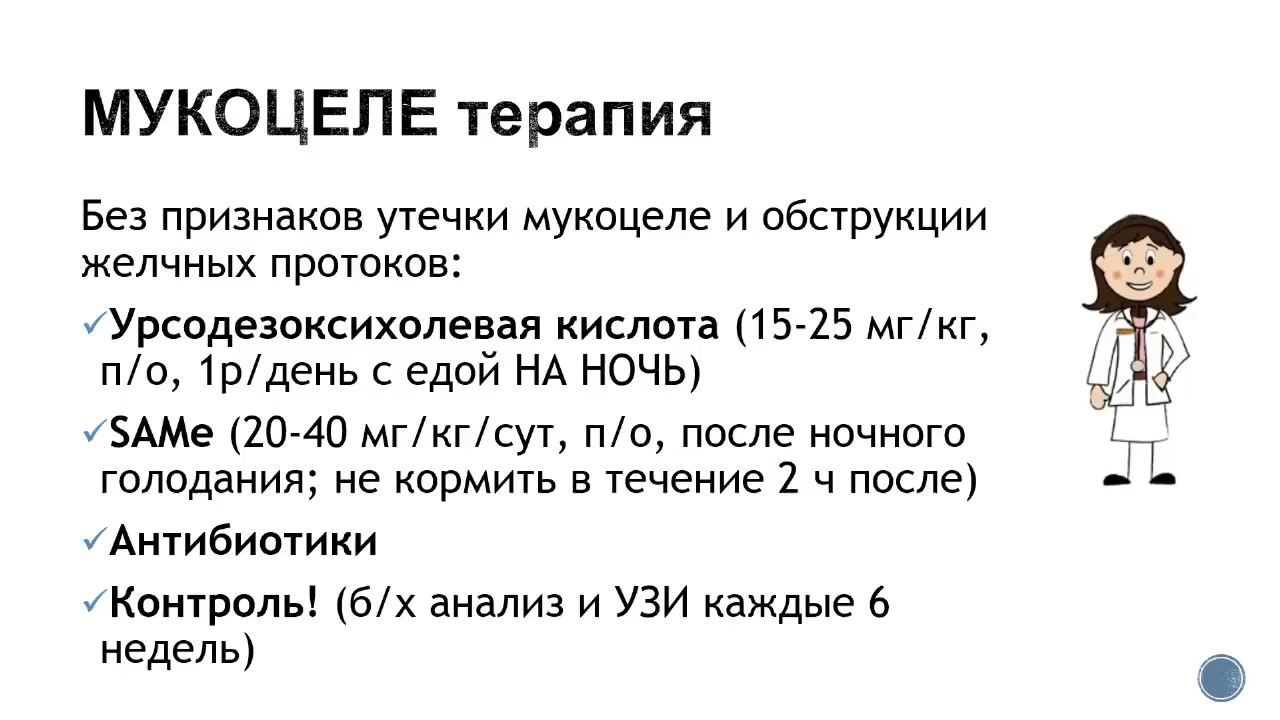 МУКОЦЕЛЕ терапия
Без признаков утечки мукоцеле и обструкции
желчных протоков:
✓Урсодезоксихолевая кислота (15-25 мг/кг,
п/о, 1р/день с едой НА НОЧЬ)
✓SAMe (20-40 мг/кг/сут, п/о, после ночного
голодания; не кормить в течение 2 ч после)
✓Антибиотики
✓Контроль! (б/х анализ и УЗИ каждые 6
недель)